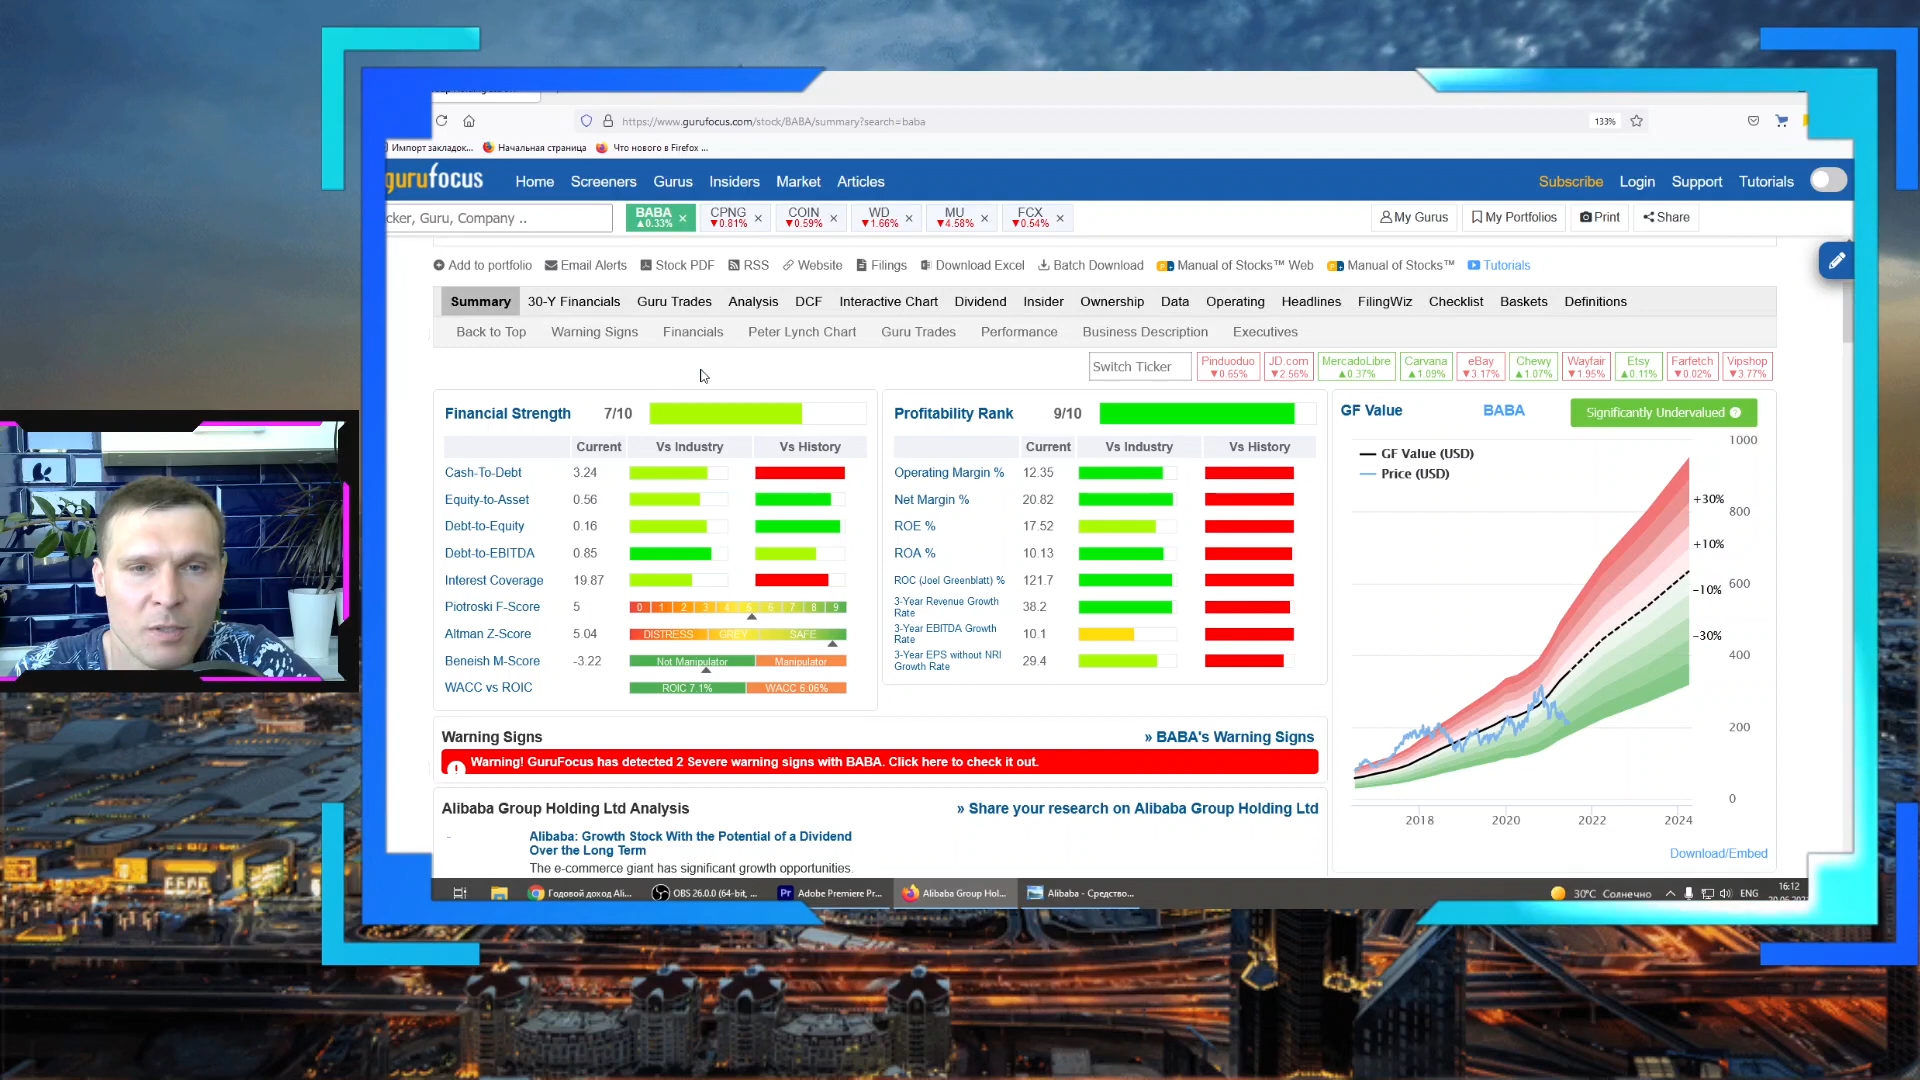 https://www.gurufocus.com/stock/BABA/summary?search=baba
133%
Импорт закладок...
Начальная страница
Что нового в Firefox ...
gurufocus
Home Screeners Gurus Insiders Market Articles
Subscribe Login Support Tutorials
cker, Guru, Company ..
BABA ▲0.33% ×
CPNG ▼0.81% ×
COIN ▼0.59% ×
WD ▼1.66% ×
MU ▼4.58% ×
FCX ▼0.54% ×
My Gurus
My Portfolios
Print
Share
Add to portfolio Email Alerts Stock PDF RSS Website Filings Download Excel Batch Download Manual of Stocks™ Web Manual of Stocks™ Tutorials
Summary 30-Y Financials Guru Trades Analysis DCF Interactive Chart Dividend Insider Ownership Data Operating Headlines FilingWiz Checklist Baskets Definitions
Back to Top Warning Signs Financials Peter Lynch Chart Guru Trades Performance Business Description Executives
Switch Ticker
Pinduoduo ▼0.65%
JD.com ▼2.56%
MercadoLibre ▲0.37%
Carvana ▲1.09%
eBay ▼3.17%
Chewy ▲1.07%
Wayfair ▼1.95%
Etsy ▲0.11%
Farfetch ▼0.02%
Vipshop ▼3.77%
Financial Strength 7/10
Current Vs Industry Vs History
Cash-To-Debt 3.24
Equity-to-Asset 0.56
Debt-to-Equity 0.16
Debt-to-EBITDA 0.85
Interest Coverage 19.87
Piotroski F-Score 5 0 1 2 3 4 5 6 7 8 9
Altman Z-Score 5.04 DISTRESS GREY SAFE
Beneish M-Score -3.22 Not Manipulator Manipulator
WACC vs ROIC ROIC 7.1% WACC 6.06%
Profitability Rank 9/10
Current Vs Industry Vs History
Operating Margin % 12.35
Net Margin % 20.82
ROE % 17.52
ROA % 10.13
ROC (Joel Greenblatt) % 121.7
3-Year Revenue Growth Rate 38.2
3-Year EBITDA Growth Rate 10.1
3-Year EPS without NRI Growth Rate 29.4
GF Value BABA Significantly Undervalued
GF Value (USD)
Price (USD)
1000
+30%
800
+10%
600
-10%
-30%
400
200
0
2018 2020 2022 2024
Download/Embed
Warning Signs » BABA's Warning Signs
Warning! GuruFocus has detected 2 Severe warning signs with BABA. Click here to check it out.
Alibaba Group Holding Ltd Analysis » Share your research on Alibaba Group Holding Ltd
Alibaba: Growth Stock With the Potential of a Dividend
Over the Long Term
The e-commerce giant has significant growth opportunities.
Годовой доход Ali...
OBS 26.0.0 (64-bit, ...
Pr Adobe Premiere Pr...
Alibaba Group Hol...
Alibaba - Средство...
30°C Солнечно
ENG
16:12